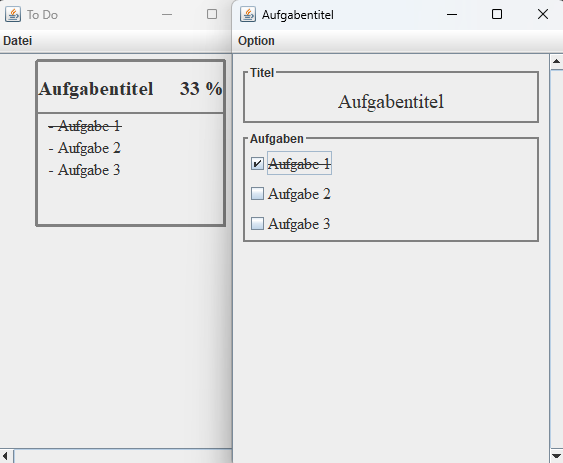 To Do
Datei
Aufgabentitel 33 %
- Aufgabe 1
- Aufgabe 2
- Aufgabe 3
Aufgabentitel
Option
Titel
Aufgabentitel
Aufgaben
Aufgabe 1
Aufgabe 2
Aufgabe 3